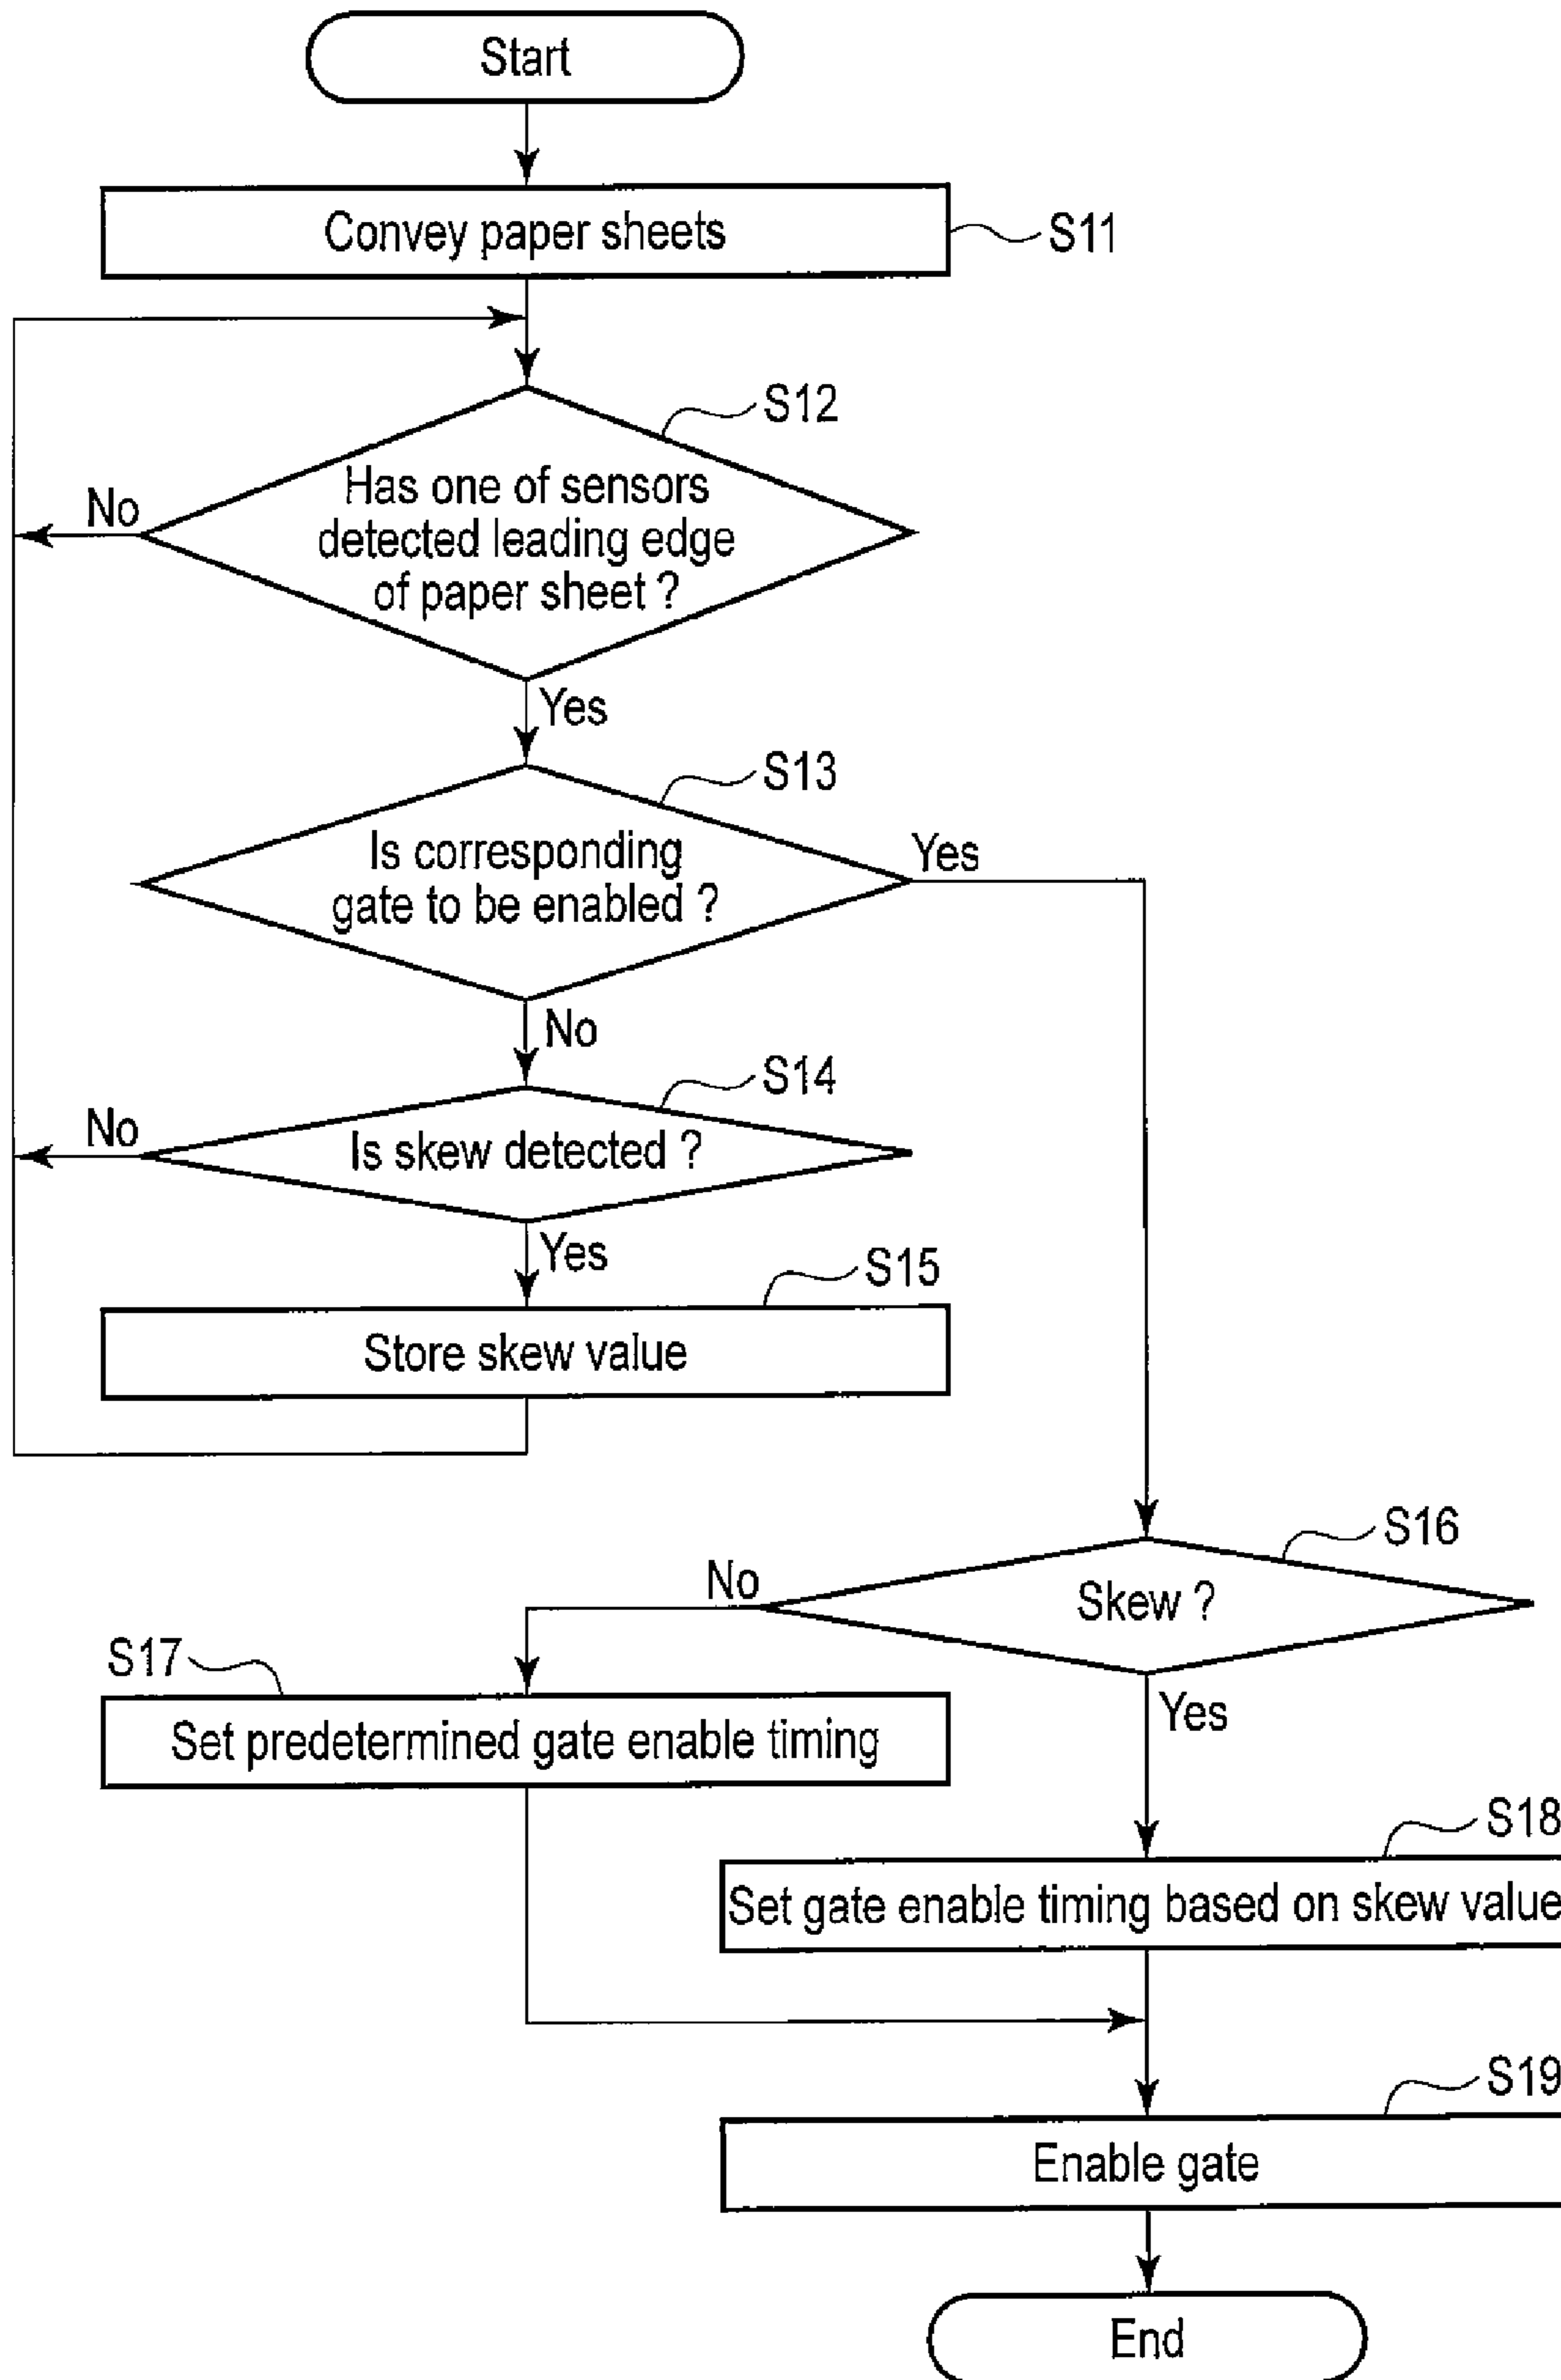 Start
Convey paper sheets
S11
S12
Has one of sensors
detected leading edge
of paper sheet ?
No
Yes
S13
Is corresponding
gate to be enabled ?
Yes
No
S14
Is skew detected ?
No
Yes
S15
Store skew value
S16
Skew ?
No
Yes
S17
Set predetermined gate enable timing
S18
Set gate enable timing based on skew value
S19
Enable gate
End